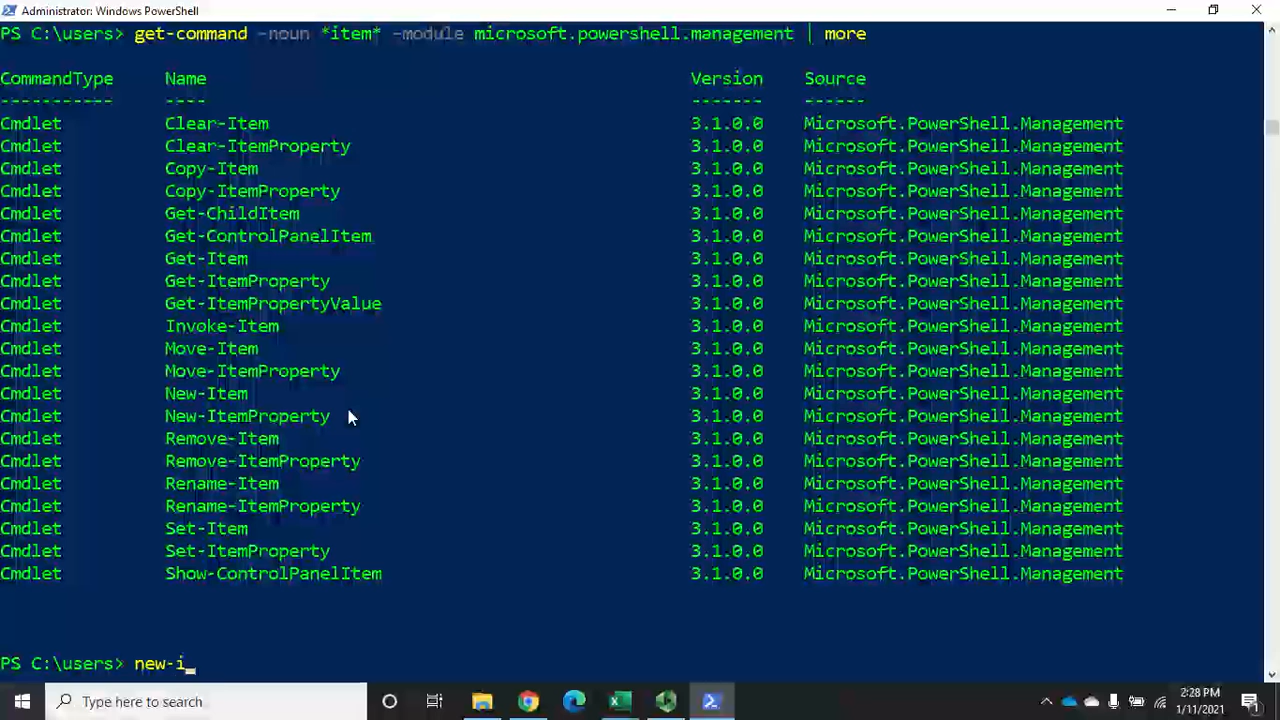 Administrator: Windows PowerShell
PS C:\users> get-command -noun *item* -module microsoft.powershell.management | more
CommandType Name Version Source
----------- ---- ------- ------
Cmdlet Clear-Item 3.1.0.0 Microsoft.PowerShell.Management
Cmdlet Clear-ItemProperty 3.1.0.0 Microsoft.PowerShell.Management
Cmdlet Copy-Item 3.1.0.0 Microsoft.PowerShell.Management
Cmdlet Copy-ItemProperty 3.1.0.0 Microsoft.PowerShell.Management
Cmdlet Get-ChildItem 3.1.0.0 Microsoft.PowerShell.Management
Cmdlet Get-ControlPanelItem 3.1.0.0 Microsoft.PowerShell.Management
Cmdlet Get-Item 3.1.0.0 Microsoft.PowerShell.Management
Cmdlet Get-ItemProperty 3.1.0.0 Microsoft.PowerShell.Management
Cmdlet Get-ItemPropertyValue 3.1.0.0 Microsoft.PowerShell.Management
Cmdlet Invoke-Item 3.1.0.0 Microsoft.PowerShell.Management
Cmdlet Move-Item 3.1.0.0 Microsoft.PowerShell.Management
Cmdlet Move-ItemProperty 3.1.0.0 Microsoft.PowerShell.Management
Cmdlet New-Item 3.1.0.0 Microsoft.PowerShell.Management
Cmdlet New-ItemProperty 3.1.0.0 Microsoft.PowerShell.Management
Cmdlet Remove-Item 3.1.0.0 Microsoft.PowerShell.Management
Cmdlet Remove-ItemProperty 3.1.0.0 Microsoft.PowerShell.Management
Cmdlet Rename-Item 3.1.0.0 Microsoft.PowerShell.Management
Cmdlet Rename-ItemProperty 3.1.0.0 Microsoft.PowerShell.Management
Cmdlet Set-Item 3.1.0.0 Microsoft.PowerShell.Management
Cmdlet Set-ItemProperty 3.1.0.0 Microsoft.PowerShell.Management
Cmdlet Show-ControlPanelItem 3.1.0.0 Microsoft.PowerShell.Management
PS C:\users> new-i_
Type here to search
2:28 PM
1/11/2021